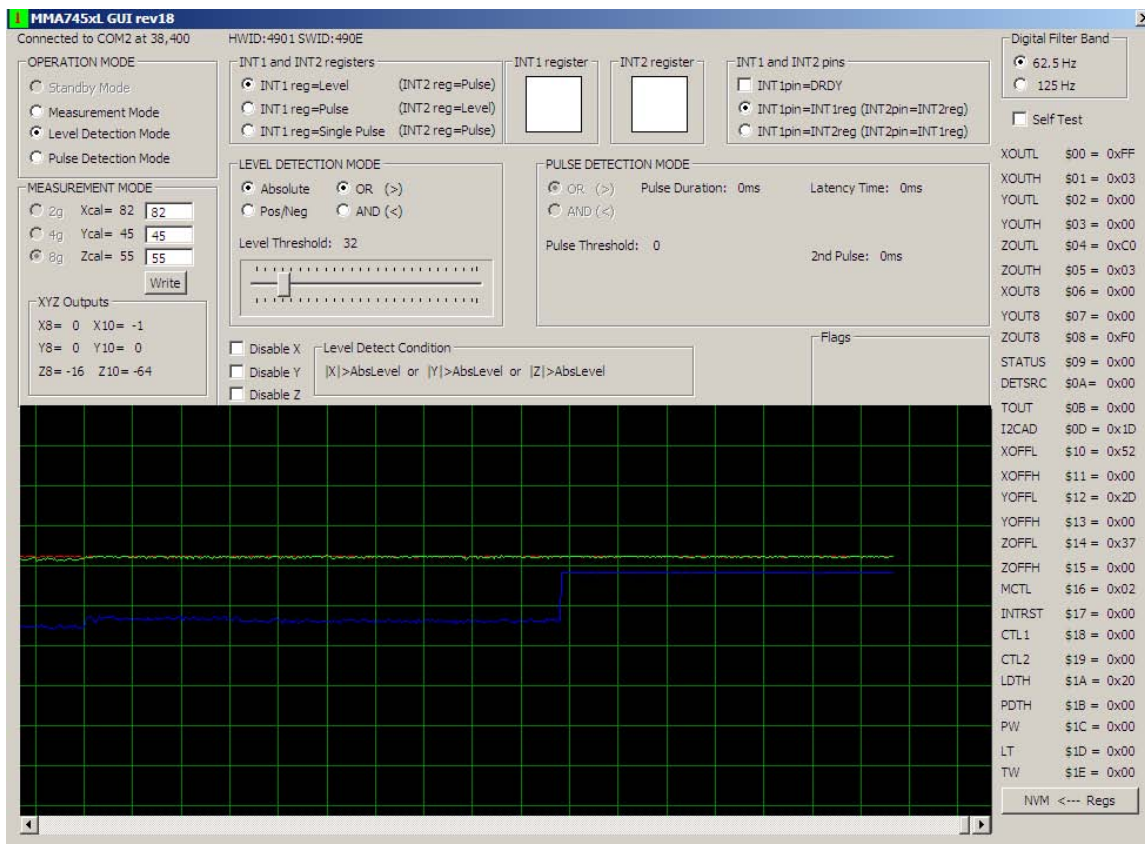 1 MMA745xL GUI rev18
Connected to COM2 at 38,400 HWID:4901 SWID:490E
OPERATION MODE
Standby Mode
Measurement Mode
Level Detection Mode
Pulse Detection Mode
INT1 and INT2 registers
INT1 reg=Level (INT2 reg=Pulse)
INT1 reg=Pulse (INT2 reg=Level)
INT1 reg=Single Pulse (INT2 reg=Pulse)
INT1 register
INT2 register
INT1 and INT2 pins
INT1pin=DRDY
INT1pin=INT1reg (INT2pin=INT2reg)
INT1pin=INT2reg (INT2pin=INT1reg)
Digital Filter Band
62.5 Hz
125 Hz
Self Test
MEASUREMENT MODE
2g Xcal= 82 82
4g Ycal= 45 45
8g Zcal= 55 55
Write
XYZ Outputs
X8= 0 X10= -1
Y8= 0 Y10= 0
Z8= -16 Z10= -64
LEVEL DETECTION MODE
Absolute OR (>)
Pos/Neg AND (<)
Level Threshold: 32
PULSE DETECTION MODE
OR (>) Pulse Duration: 0ms Latency Time: 0ms
AND (<)
Pulse Threshold: 0
2nd Pulse: 0ms
Disable X
Disable Y
Disable Z
Level Detect Condition
|X|>AbsLevel or |Y|>AbsLevel or |Z|>AbsLevel
Flags
XOUTL $00 = 0xFF
XOUTH $01 = 0x03
YOUTL $02 = 0x00
YOUTH $03 = 0x00
ZOUTL $04 = 0xC0
ZOUTH $05 = 0x03
XOUT8 $06 = 0x00
YOUT8 $07 = 0x00
ZOUT8 $08 = 0xF0
STATUS $09 = 0x00
DETSRC $0A= 0x00
TOUT $0B = 0x00
I2CAD $0D = 0x1D
XOFFL $10 = 0x52
XOFFH $11 = 0x00
YOFFL $12 = 0x2D
YOFFH $13 = 0x00
ZOFFL $14 = 0x37
ZOFFH $15 = 0x00
MCTL $16 = 0x02
INTRST $17 = 0x00
CTL1 $18 = 0x00
CTL2 $19 = 0x00
LDTH $1A = 0x20
PDTH $1B = 0x00
PW $1C = 0x00
LT $1D = 0x00
TW $1E = 0x00
NVM <--- Regs